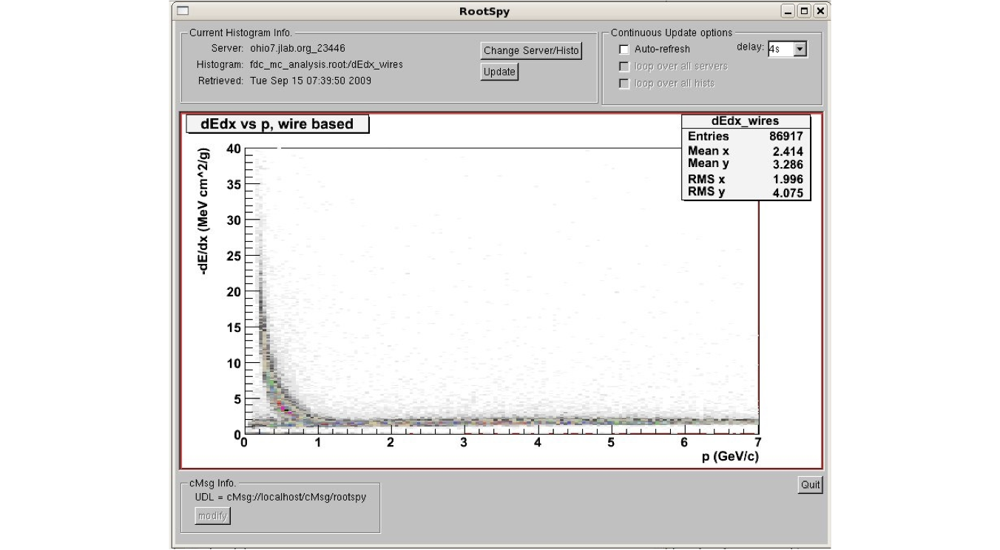 RootSpy
Current Histogram Info.
Server: ohio7.jlab.org_23446
Histogram: fdc_mc_analysis.root:/dEdx_wires
Retrieved: Tue Sep 15 07:39:50 2009
Change Server/Histo
Update
Continuous Update options
Auto-refresh
delay: 4s
loop over all servers
loop over all hists
dEdx vs p, wire based
dEdx_wires
Entries 86917
Mean x 2.414
Mean y 3.286
RMS x 1.996
RMS y 4.075
-dE/dx (MeV cm^2/g)
40
35
30
25
20
15
10
5
0
0 1 2 3 4 5 6 7
p (GeV/c)
cMsg Info.
UDL = cMsg://localhost/cMsg/rootspy
modify
Quit